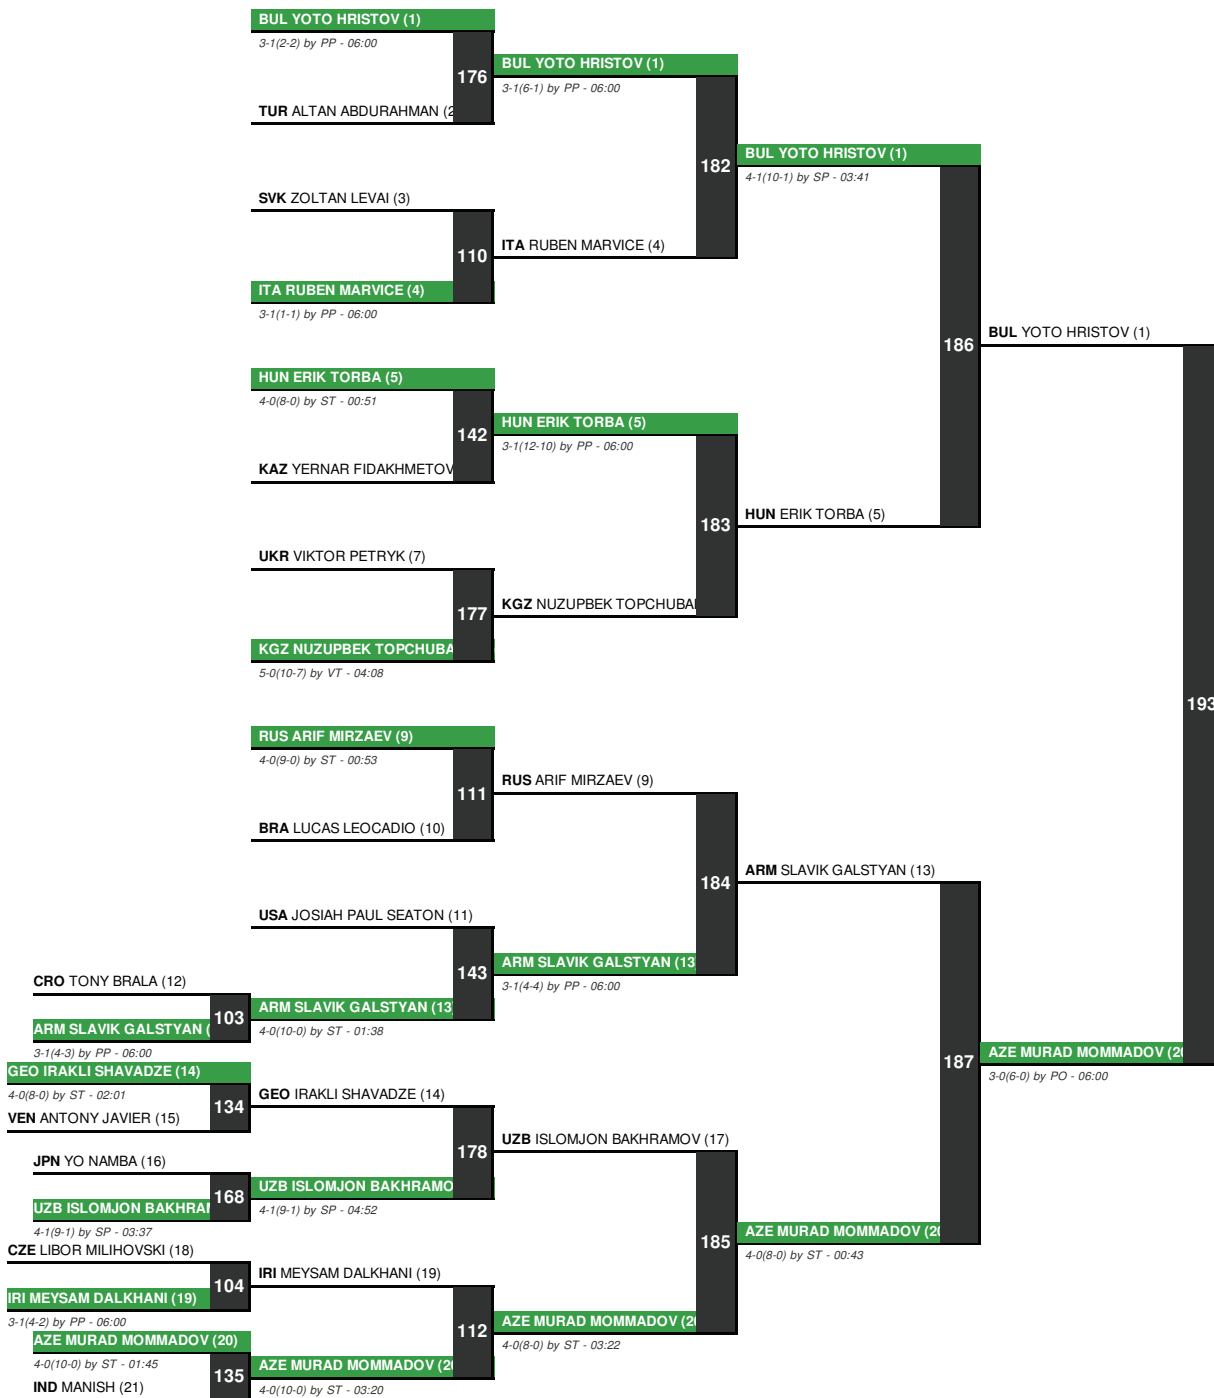 BUL YOTO HRISTOV (1)
3-1(2-2) by PP - 06:00
176
TUR ALTAN ABDURAHMAN (2
BUL YOTO HRISTOV (1)
3-1(6-1) by PP - 06:00
182
SVK ZOLTAN LEVAI (3)
110
ITA RUBEN MARVICE (4)
3-1(1-1) by PP - 06:00
ITA RUBEN MARVICE (4)
BUL YOTO HRISTOV (1)
4-1(10-1) by SP - 03:41
186
HUN ERIK TORBA (5)
4-0(8-0) by ST - 00:51
142
KAZ YERNAR FIDAKHMETOV
HUN ERIK TORBA (5)
3-1(12-10) by PP - 06:00
183
HUN ERIK TORBA (5)
UKR VIKTOR PETRYK (7)
177
KGZ NUZUPBEK TOPCHUBA
5-0(10-7) by VT - 04:08
KGZ NUZUPBEK TOPCHUBA
BUL YOTO HRISTOV (1)
193
RUS ARIF MIRZAEV (9)
4-0(9-0) by ST - 00:53
111
BRA LUCAS LEOCADIO (10)
RUS ARIF MIRZAEV (9)
184
ARM SLAVIK GALSTYAN (13)
USA JOSIAH PAUL SEATON (11)
143
ARM SLAVIK GALSTYAN (13
3-1(4-4) by PP - 06:00
CRO TONY BRALA (12)
103
ARM SLAVIK GALSTYAN (
3-1(4-3) by PP - 06:00
ARM SLAVIK GALSTYAN (13
4-0(10-0) by ST - 01:38
187
AZE MURAD MOMMADOV (20
3-0(6-0) by PO - 06:00
GEO IRAKLI SHAVADZE (14)
4-0(8-0) by ST - 02:01
134
VEN ANTONY JAVIER (15)
GEO IRAKLI SHAVADZE (14)
178
UZB ISLOMJON BAKHRAMOV (17)
JPN YO NAMBA (16)
168
UZB ISLOMJON BAKHRA
4-1(9-1) by SP - 03:37
UZB ISLOMJON BAKHRAMO
4-1(9-1) by SP - 04:52
185
AZE MURAD MOMMADOV (20
4-0(8-0) by ST - 00:43
CZE LIBOR MILIHOVSKI (18)
104
IRI MEYSAM DALKHANI (19)
3-1(4-2) by PP - 06:00
IRI MEYSAM DALKHANI (19)
112
AZE MURAD MOMMADOV (20
4-0(8-0) by ST - 03:22
AZE MURAD MOMMADOV (20)
4-0(10-0) by ST - 01:45
135
IND MANISH (21)
AZE MURAD MOMMADOV (20
4-0(10-0) by ST - 03:20